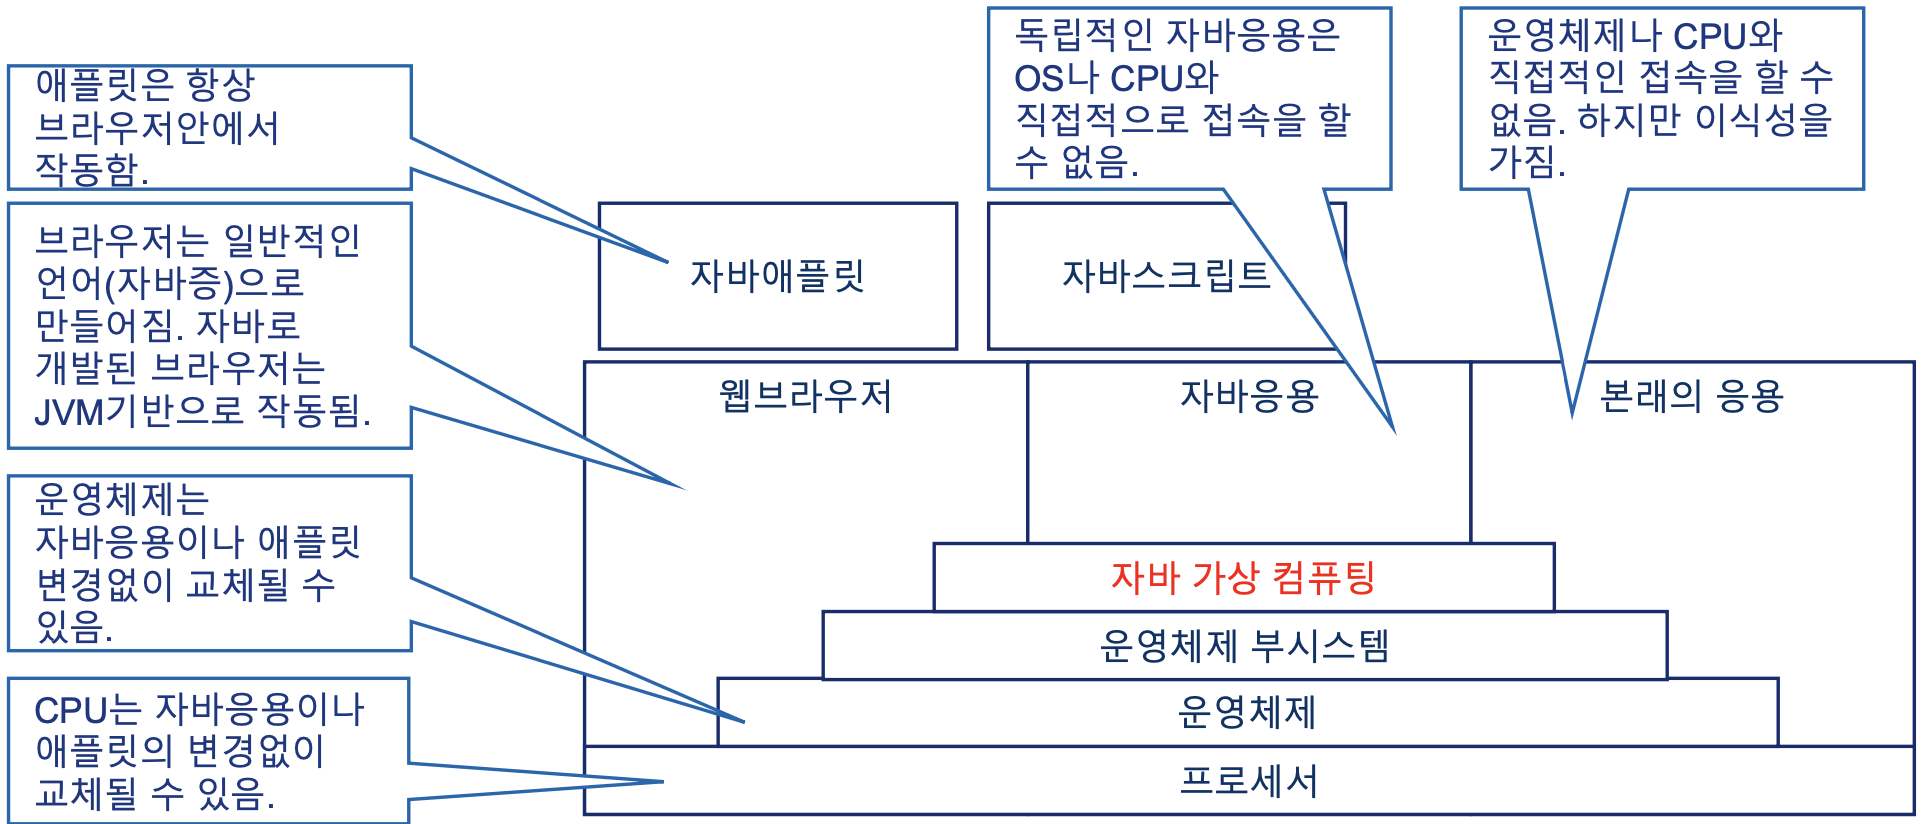 애플릿은 항상
브라우저안에서
작동함.
독립적인 자바응용은
OS나 CPU와
직접적으로 접속을 할
수 없음.
운영체제나 CPU와
직접적인 접속을 할 수
없음. 하지만 이식성을
가짐.
브라우저는 일반적인
언어(자바증)으로
만들어짐. 자바로
개발된 브라우저는
JVM기반으로 작동됨.
자바애플릿
자바스크립트
웹브라우저
자바응용
본래의 응용
운영체제는
자바응용이나 애플릿
변경없이 교체될 수
있음.
자바 가상 컴퓨팅
운영체제 부시스템
운영체제
CPU는 자바응용이나
애플릿의 변경없이
교체될 수 있음.
프로세서